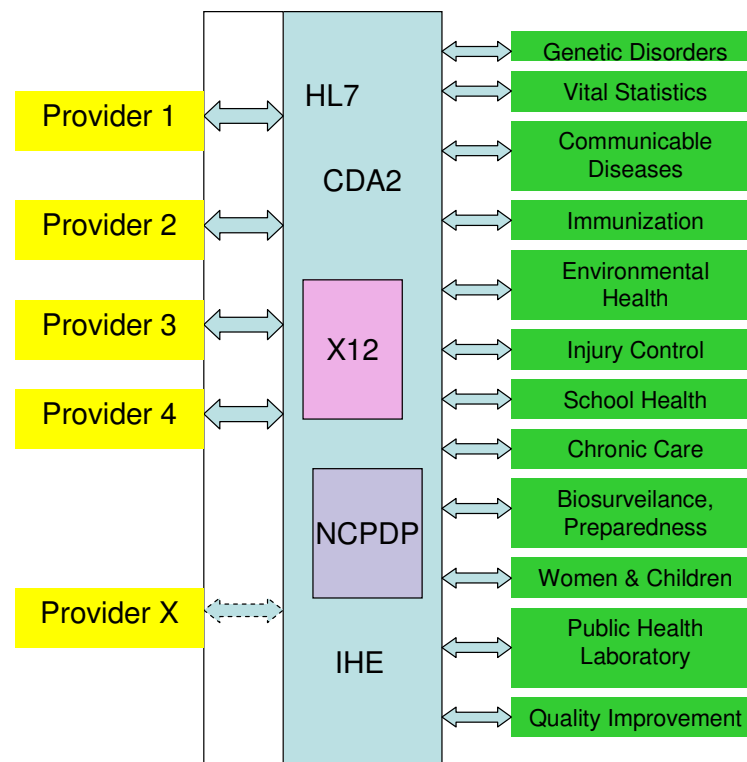 Provider 1
Provider 2
Provider 3
Provider 4
Provider X
HL7
CDA2
X12
NCPDP
IHE
Genetic Disorders
Vital Statistics
Communicable
Diseases
Immunization
Environmental
Health
Injury Control
School Health
Chronic Care
Biosurveilance,
Preparedness
Women & Children
Public Health
Laboratory
Quality Improvement